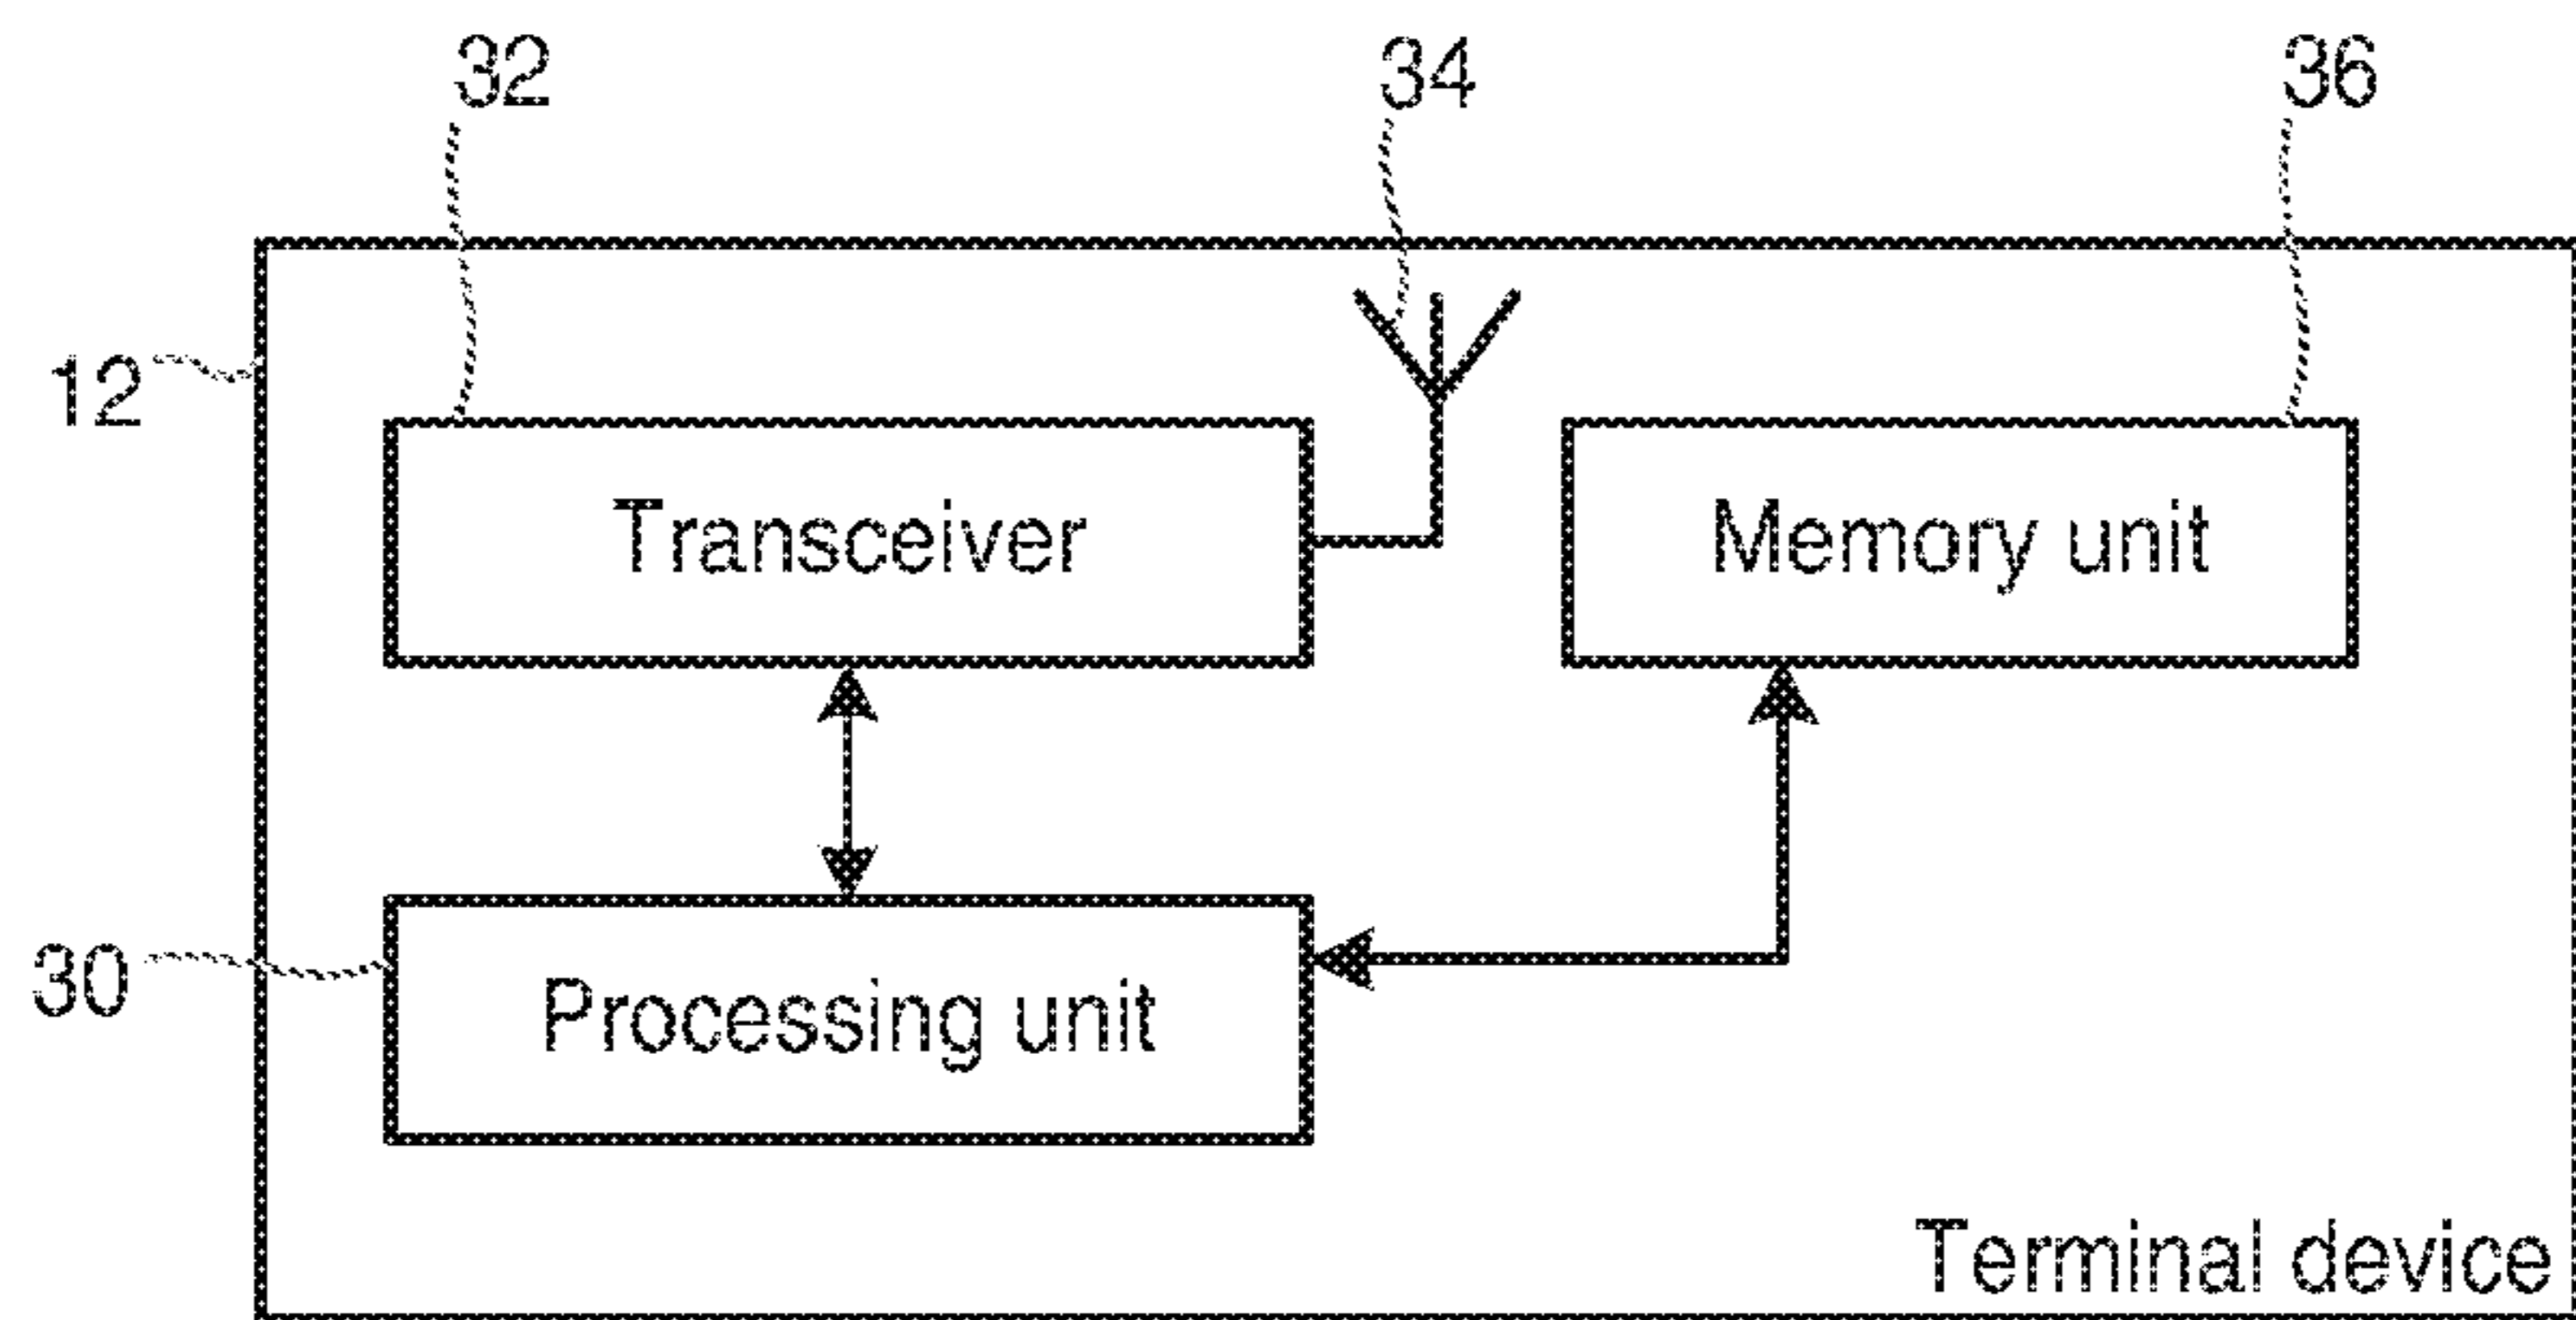 32 34 36
12
Transceiver Memory unit
30
Processing unit
Terminal device